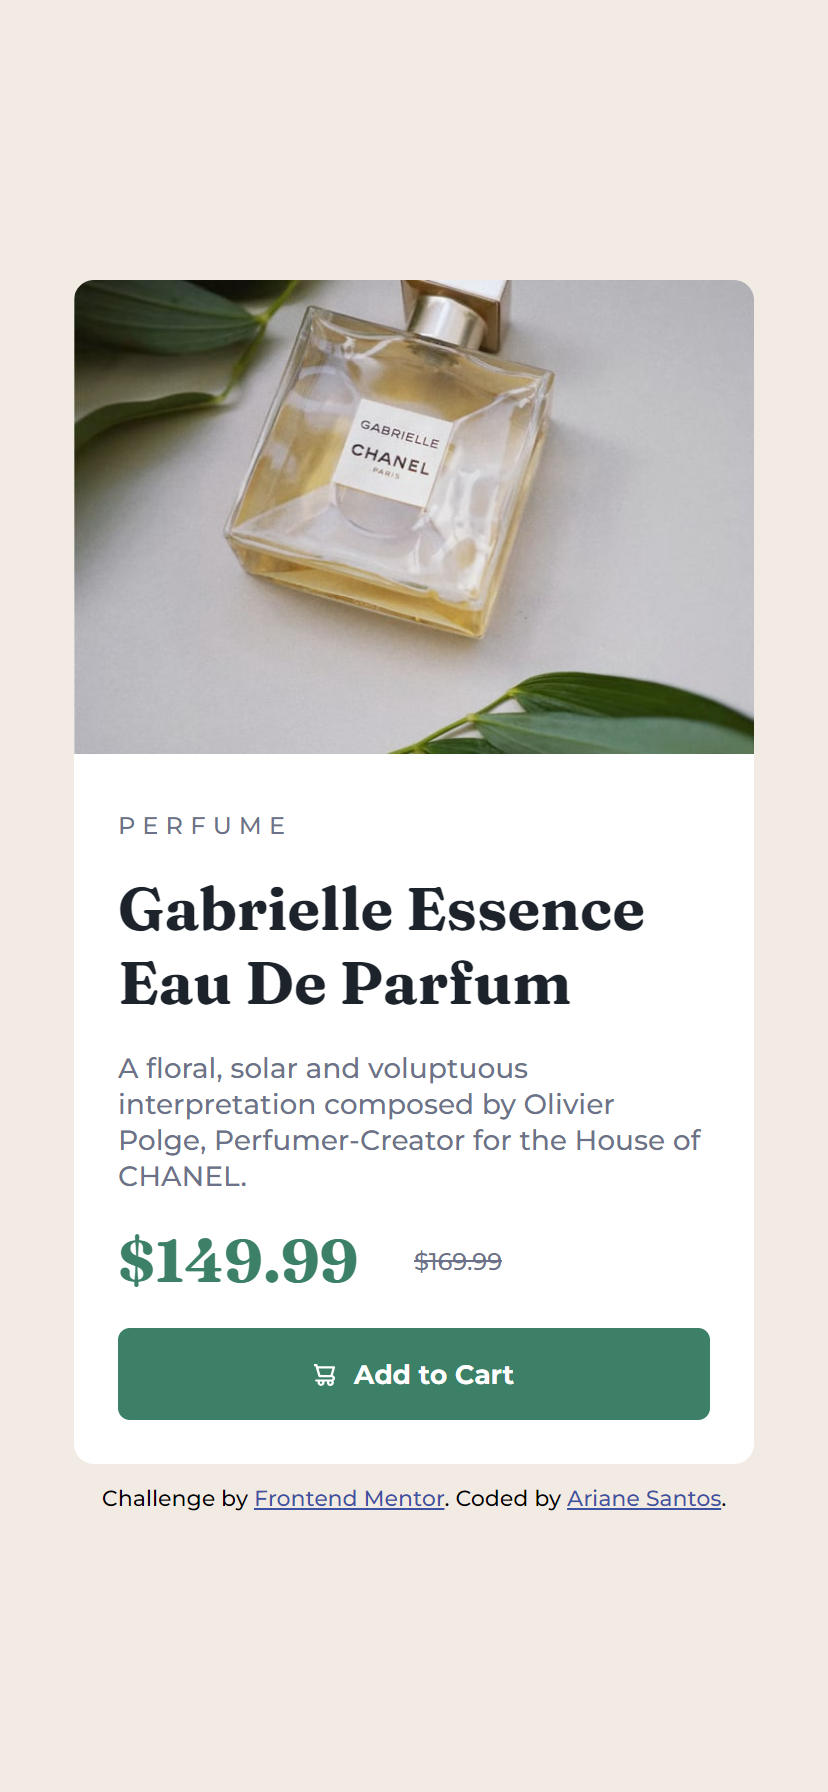 GABRIELLE
CHANEL
PARIS
PERFUME
Gabrielle Essence
Eau De Parfum
A floral, solar and voluptuous
interpretation composed by Olivier
Polge, Perfumer-Creator for the House of
CHANEL.
$149.99 $169.99
Add to Cart
Challenge by Frontend Mentor. Coded by Ariane Santos.